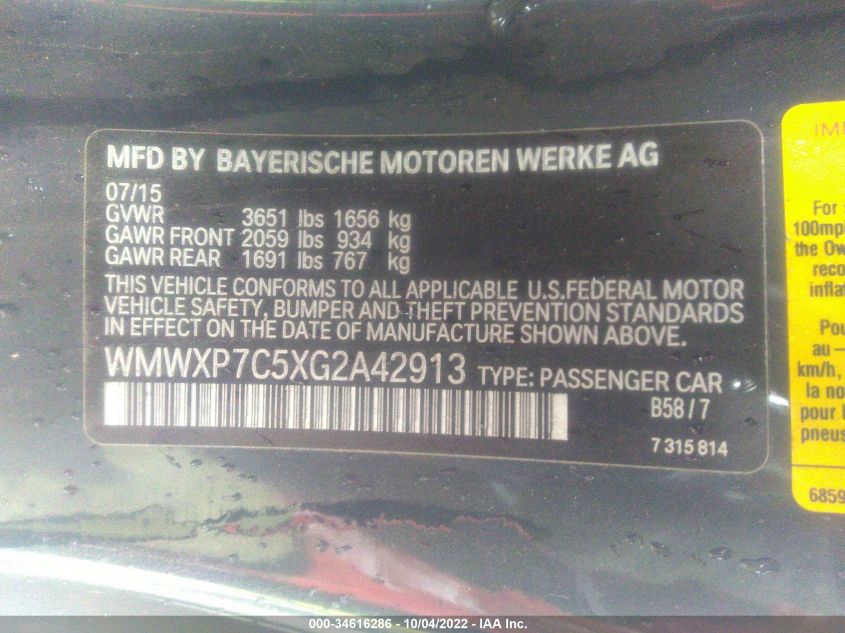 MFD BY BAYERISCHE MOTOREN WERKE AG
07/15
GVWR 3651 lbs 1656 kg
GAWR FRONT 2059 lbs 934 kg
GAWR REAR 1691 lbs 767 kg
THIS VEHICLE CONFORMS TO ALL APPLICABLE U.S.FEDERAL MOTOR
VEHICLE SAFETY, BUMPER AND THEFT PREVENTION STANDARDS
IN EFFECT ON THE DATE OF MANUFACTURE SHOWN ABOVE.
WMWXP7C5XG2A42913 TYPE: PASSENGER CAR
B58/7
7 315 814
IM
For
100mp
the Ow
reco
inflat
Pou
au –
km/h,
la no
pour
pneus
6859
000-34616286 - 10/04/2022 - IAA Inc.